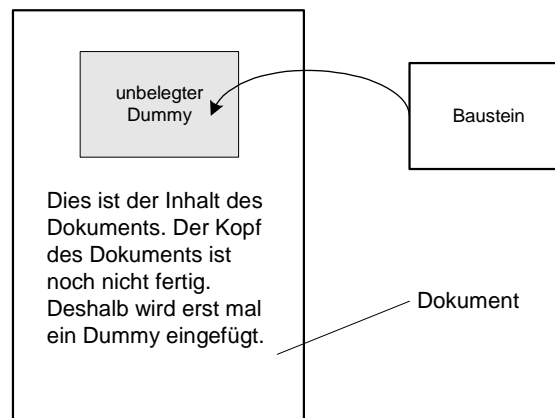 unbelegter
Dummy
Baustein
Dies ist der Inhalt des
Dokuments. Der Kopf
des Dokuments ist
noch nicht fertig.
Deshalb wird erst mal
ein Dummy eingefügt.
Dokument